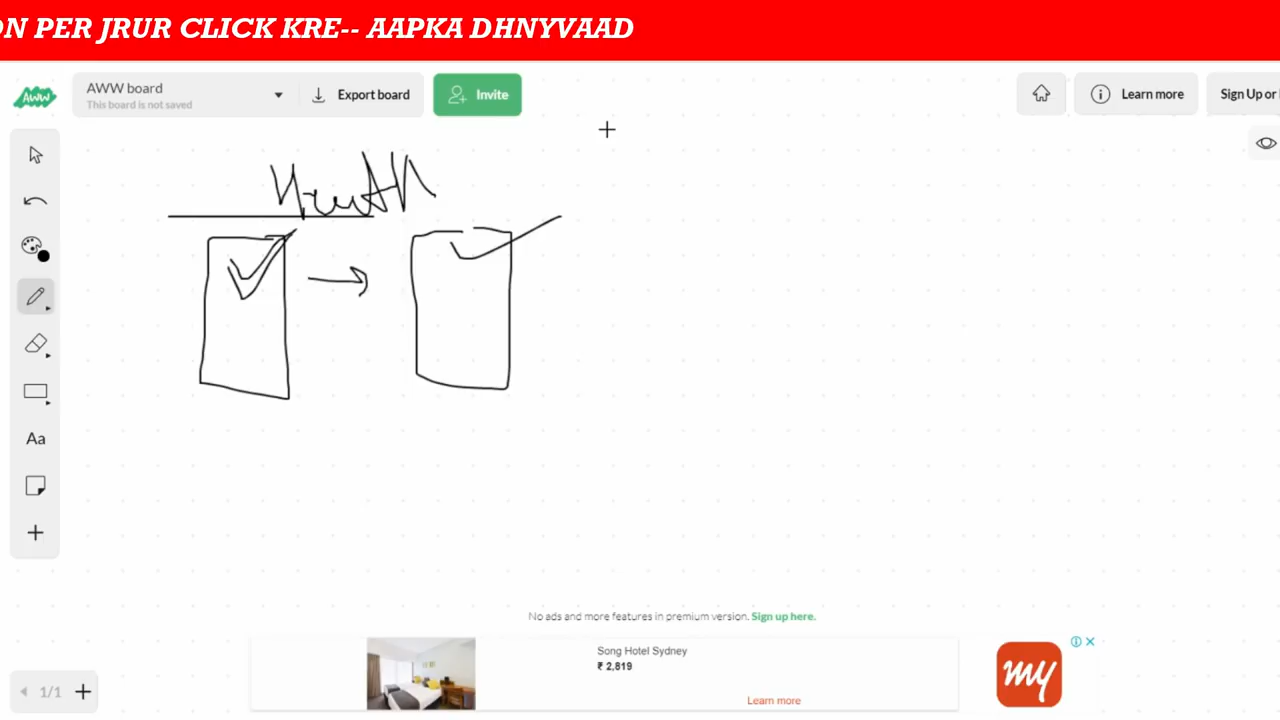 ON PER JRUR CLICK KRE-- AAPKA DHNYVAAD
AWW
AWW board
This board is not saved
Export board
Invite
Learn more
Sign Up or
Aa
No ads and more features in premium version. Sign up here.
Song Hotel Sydney
₹ 2,819
Learn more
my
1/1